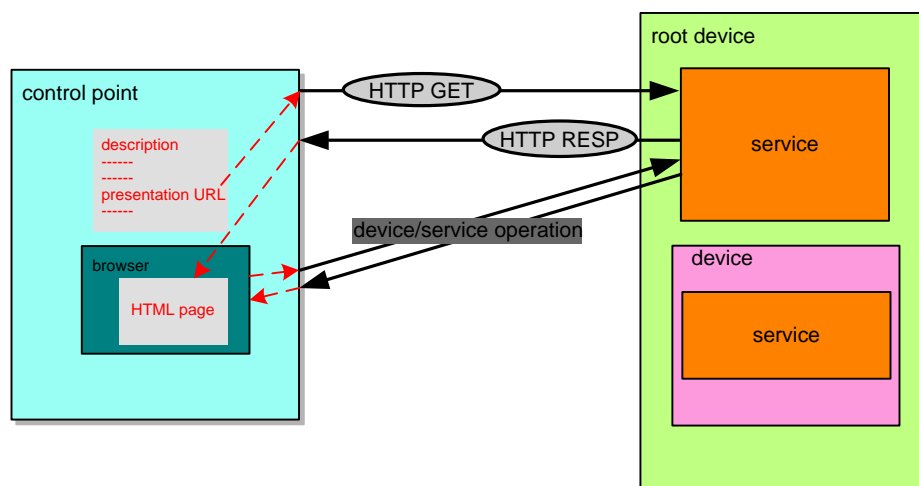 root device
control point
HTTP GET
HTTP RESP
service
description
------
------
presentation URL
------
device/service operation
browser
HTML page
device
service